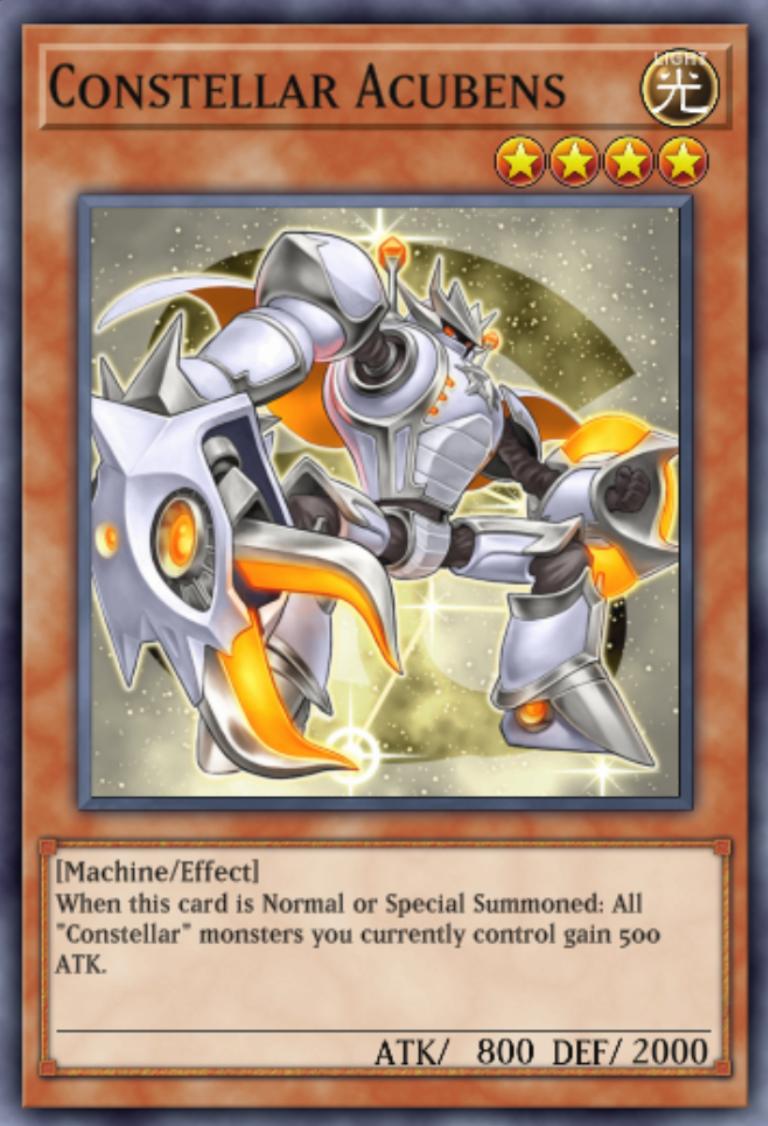 Constellar Acubens
LIGHT
光
[Machine/Effect]
When this card is Normal or Special Summoned: All
"Constellar" monsters you currently control gain 500
ATK.
ATK/ 800 DEF/ 2000